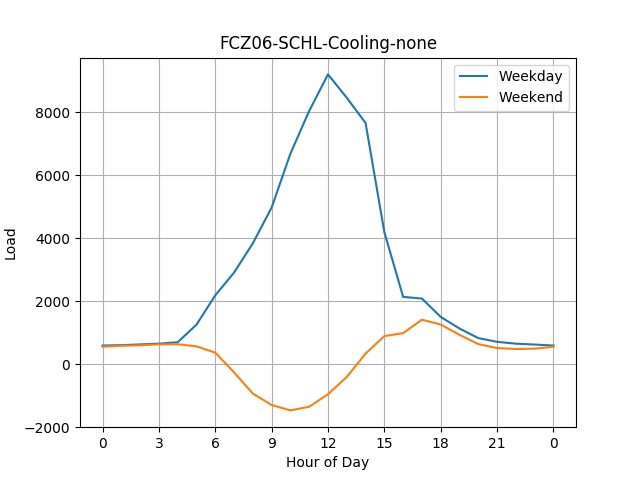 FCZ06-SCHL-Cooling-none
Weekday
Weekend
8000
6000
4000
2000
0
−2000
Load
0 3 6 9 12 15 18 21 0
Hour of Day